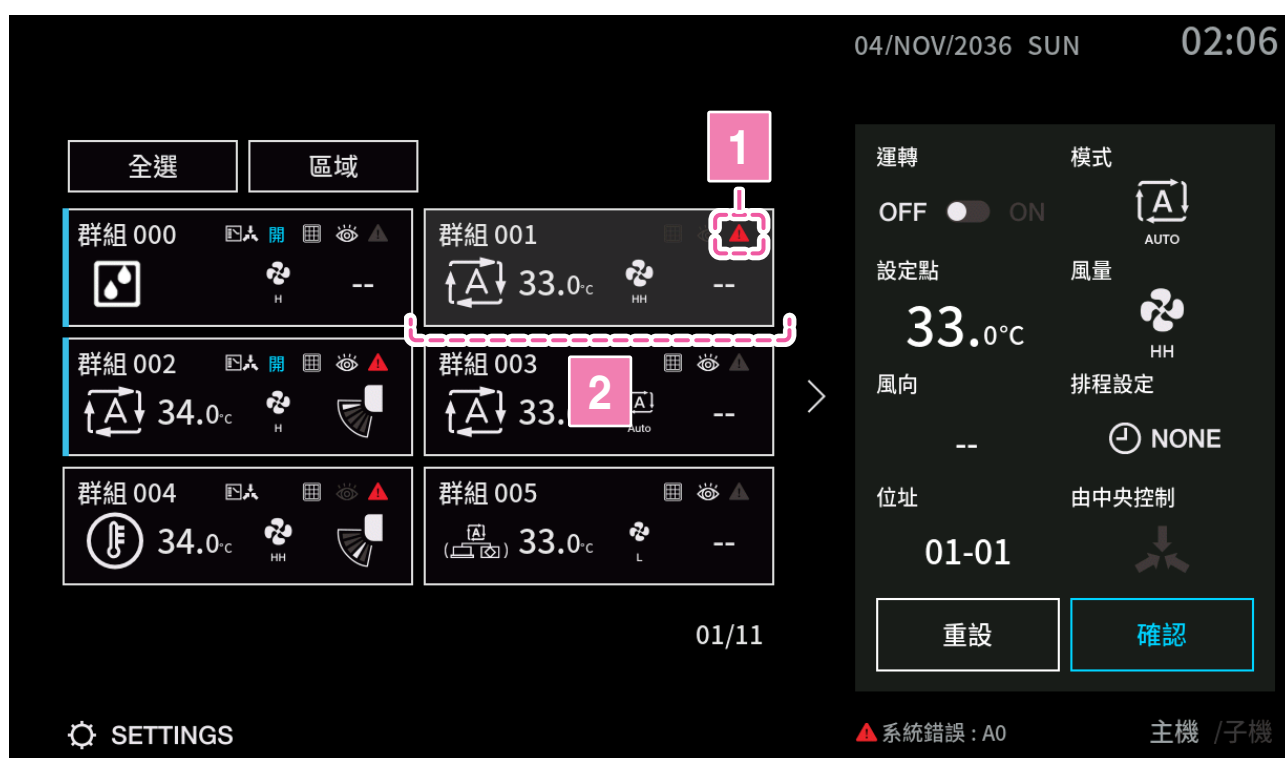 04/NOV/2036 SUN 02:06
全選 區域
1
群組 000 開
H --
群組 001
A 33.0°C HH --
群組 002 開
A 34.0°C H
群組 003
A 33. A Auto --
2
群組 004
34.0°C HH
群組 005
(A) 33.0°C L --
01/11
運轉 模式
OFF ON A AUTO
設定點 風量
33.0°C HH
風向 排程設定
-- NONE
位址 由中央控制
01-01
重設 確認
SETTINGS
系統錯誤 : A0 主機 /子機